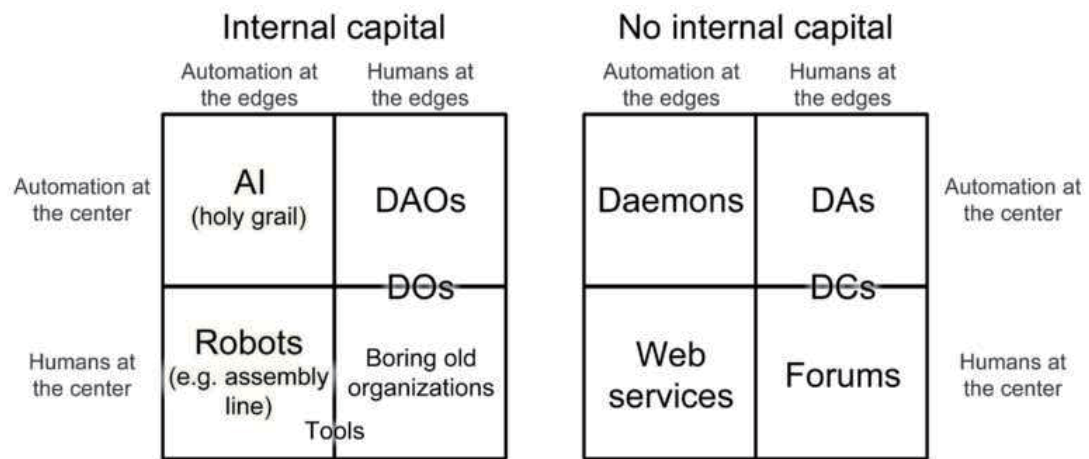 Internal capital
No internal capital
Automation at
the edges
Humans at
the edges
Automation at
the edges
Humans at
the edges
Automation at
the center
AI
(holy grail)
DAOs
Daemons
DAs
Automation at
the center
DOs
DCs
Humans at
the center
Robots
(e.g. assembly
line)
Boring old
organizations
Tools
Web
services
Forums
Humans at
the center